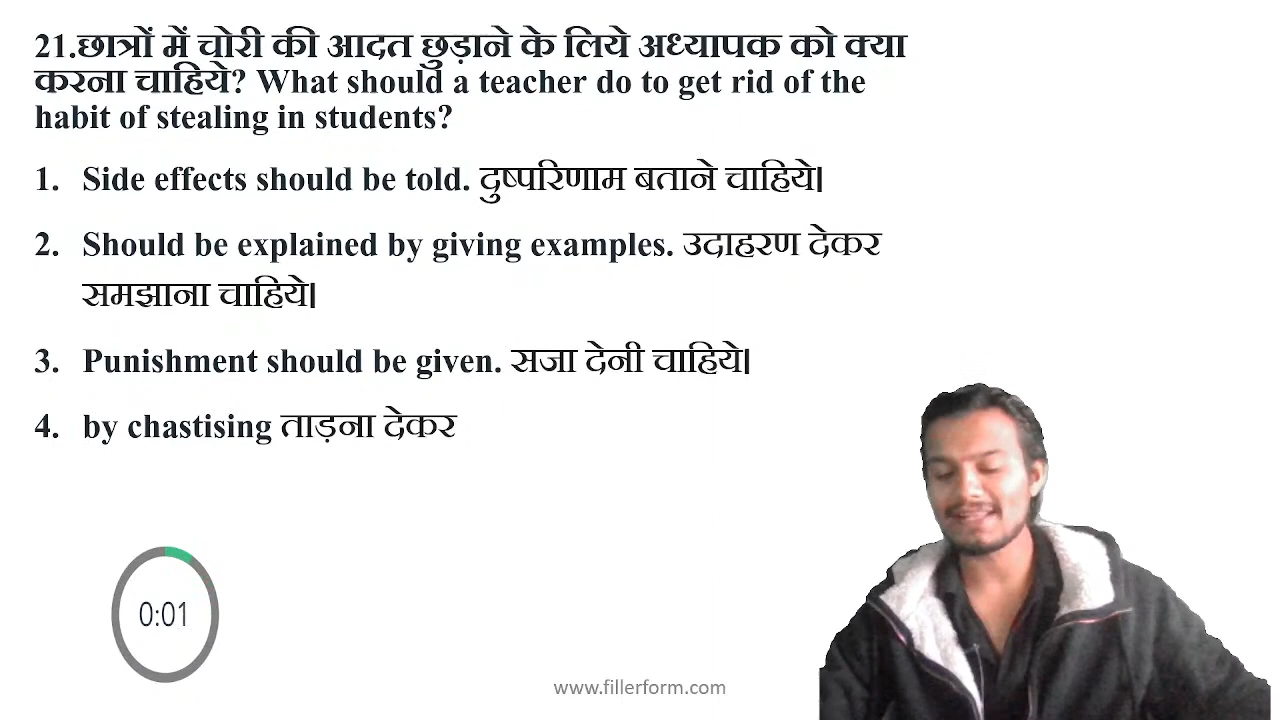 21.छात्रों में चोरी की आदत छुड़ाने के लिये अध्यापक को क्या
करना चाहिये? What should a teacher do to get rid of the
habit of stealing in students?
1. Side effects should be told. दुष्परिणाम बताने चाहिये।
2. Should be explained by giving examples. उदाहरण देकर
समझाना चाहिये।
3. Punishment should be given. सजा देनी चाहिये।
4. by chastising ताड़ना देकर
0:01
www.fillerform.com